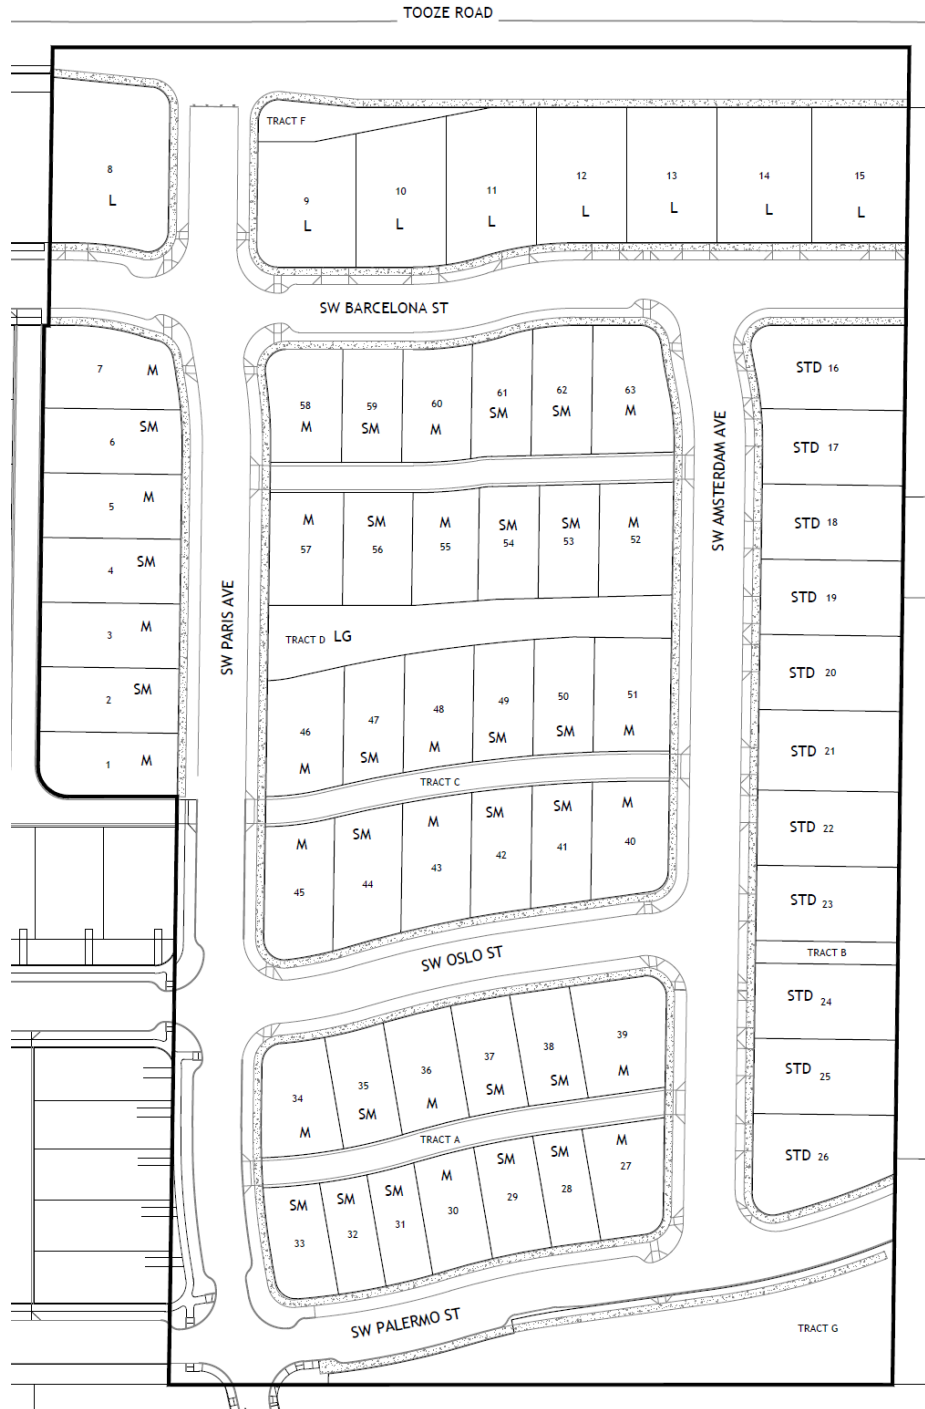 TOOZE ROAD
TRACT F
8
L
9
L
10
L
11
L
12
L
13
L
14
L
15
L
SW BARCELONA ST
7 M
SM
6
M
5
SM
4
M
3
SM
2
M
1
SW PARIS AVE
58
M
59
SM
60
M
61
SM
62
SM
63
M
SW AMSTERDAM AVE
M
57
SM
56
M
55
SM
54
SM
53
M
52
TRACT D LG
46
M
47
SM
48
M
49
SM
50
SM
51
M
TRACT C
M
45
SM
44
M
43
SM
42
SM
41
M
40
STD 16
STD 17
STD 18
STD 19
STD 20
STD 21
STD 22
STD 23
TRACT B
STD 24
STD 25
STD 26
SW OSLO ST
34
M
35
SM
36
M
37
SM
38
SM
39
M
TRACT A
SM
33
SM
32
SM
31
M
30
SM
29
SM
28
M
27
SW PALERMO ST
TRACT G